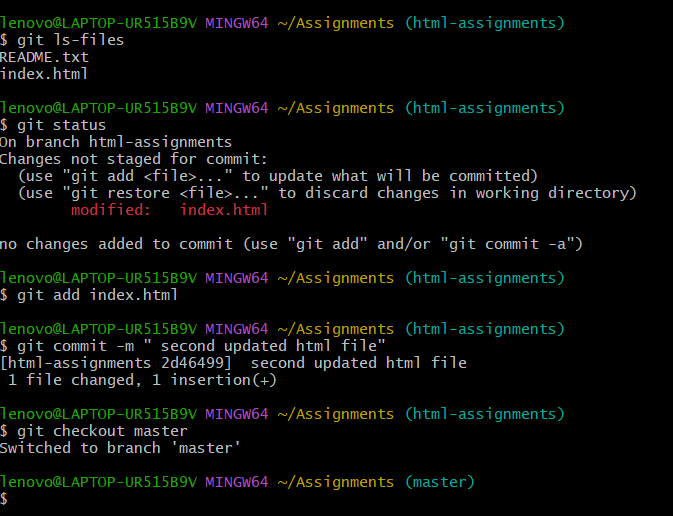 lenovo@LAPTOP-UR515B9V MINGW64 ~/Assignments (html-assignments)
$ git ls-files
README.txt
index.html
lenovo@LAPTOP-UR515B9V MINGW64 ~/Assignments (html-assignments)
$ git status
On branch html-assignments
Changes not staged for commit:
  (use "git add <file>..." to update what will be committed)
  (use "git restore <file>..." to discard changes in working directory)
        modified:   index.html
no changes added to commit (use "git add" and/or "git commit -a")
lenovo@LAPTOP-UR515B9V MINGW64 ~/Assignments (html-assignments)
$ git add index.html
lenovo@LAPTOP-UR515B9V MINGW64 ~/Assignments (html-assignments)
$ git commit -m " second updated html file"
[html-assignments 2d46499]  second updated html file
 1 file changed, 1 insertion(+)
lenovo@LAPTOP-UR515B9V MINGW64 ~/Assignments (html-assignments)
$ git checkout master
Switched to branch 'master'
lenovo@LAPTOP-UR515B9V MINGW64 ~/Assignments (master)
$